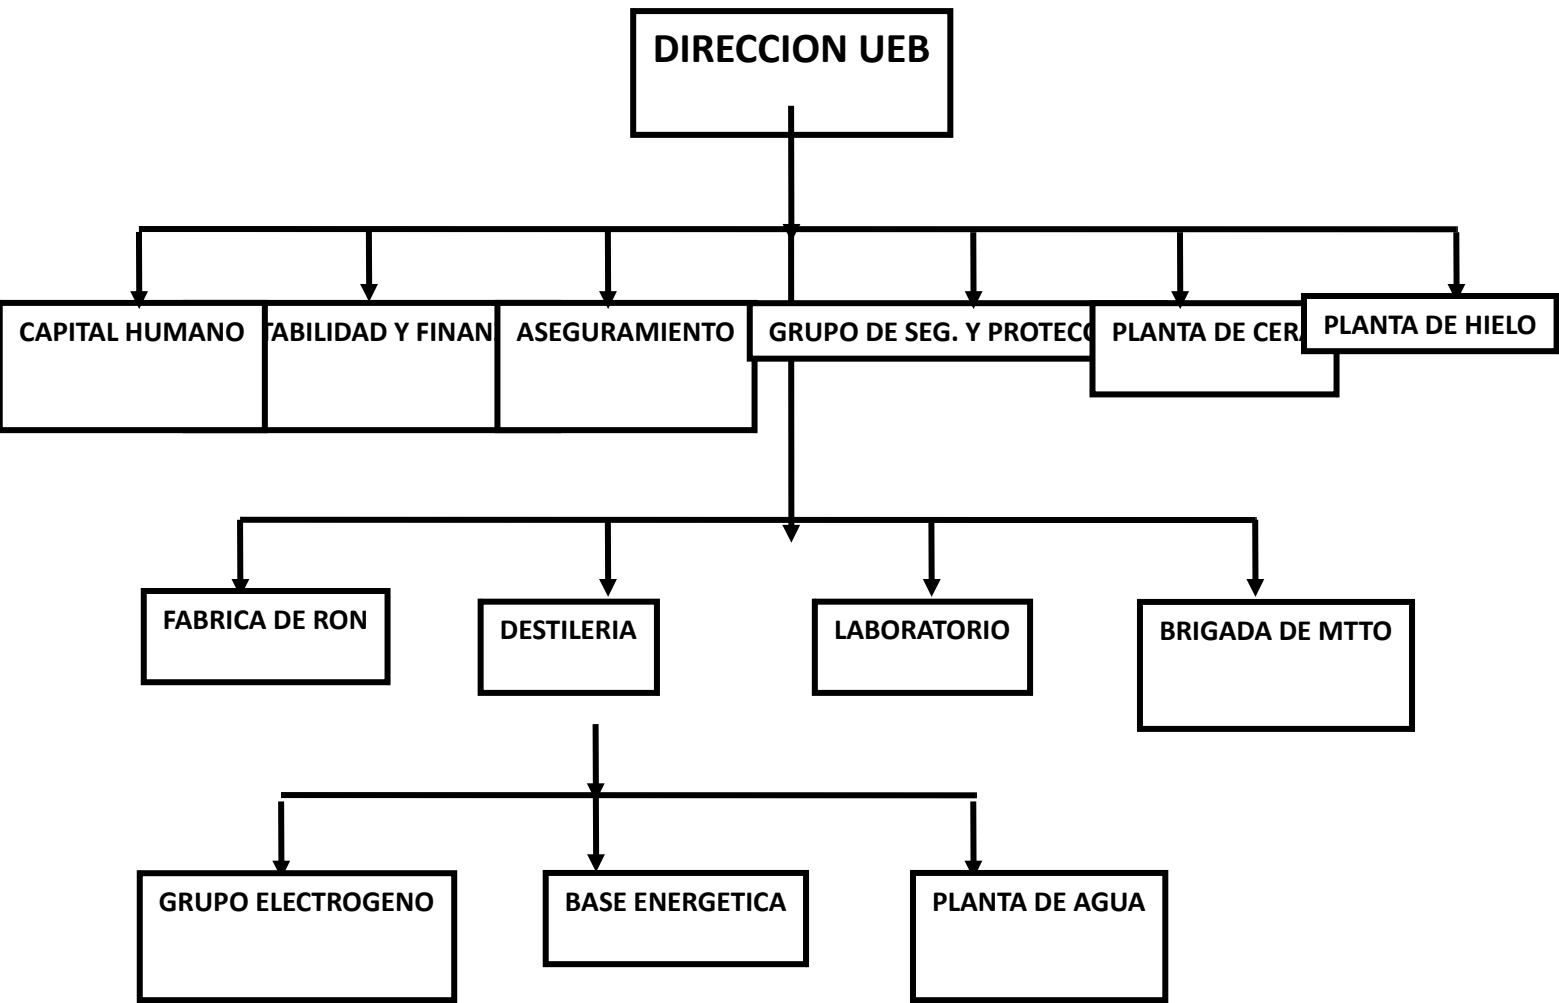 DIRECCION UEB
CAPITAL HUMANO
TABILIDAD Y FINAN
ASEGURAMIENTO
GRUPO DE SEG. Y PROTECC
PLANTA DE CERA
PLANTA DE HIELO
FABRICA DE RON
DESTILERIA
LABORATORIO
BRIGADA DE MTTO
GRUPO ELECTROGENO
BASE ENERGETICA
PLANTA DE AGUA